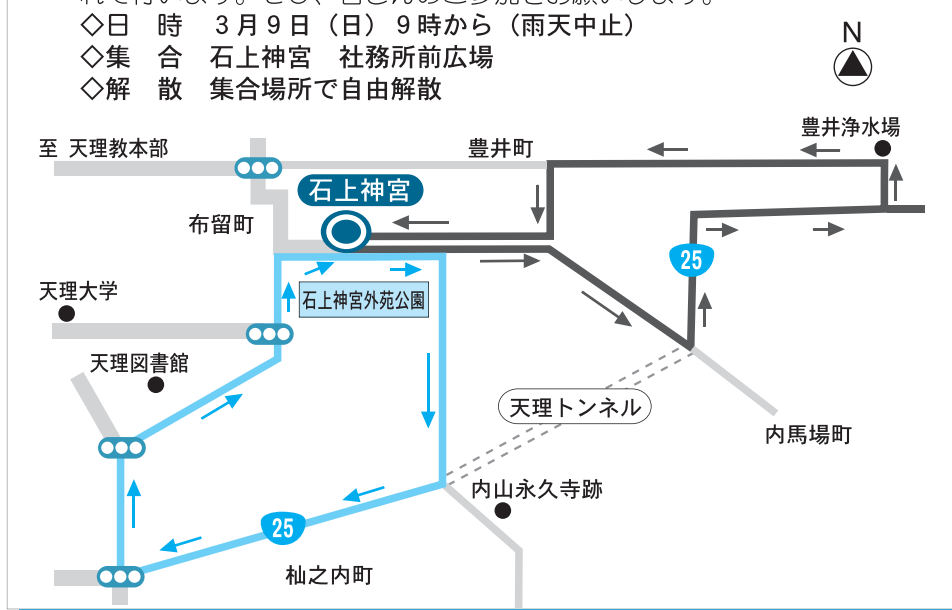 ◇日　時　3月9日（日）9時から（雨天中止）
◇集　合　石上神宮　社務所前広場
◇解　散　集合場所で自由解散
N
豊井浄水場
至 天理教本部
豊井町
石上神宮
布留町
25
天理大学
石上神宮外苑公園
天理図書館
天理トンネル
内馬場町
内山永久寺跡
25
杣之内町